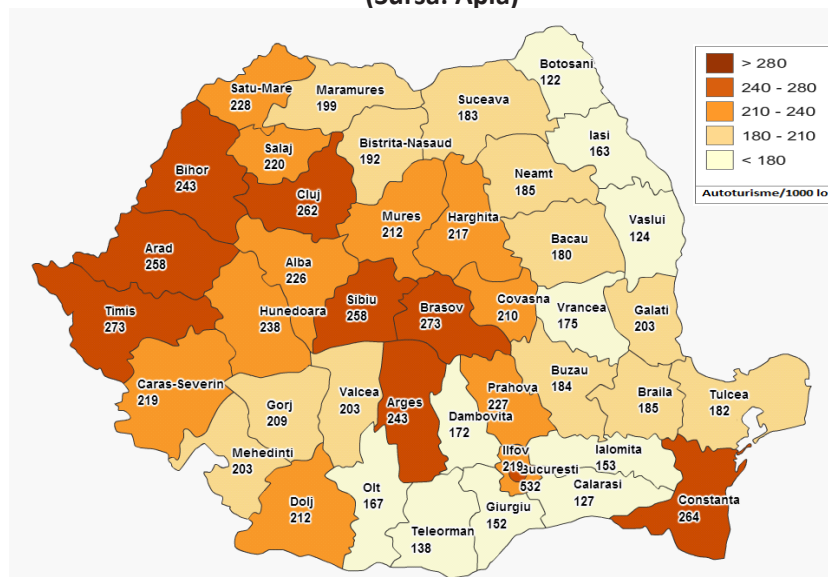 (Sursa: Apia)
Botosani
122
> 280
240 - 280
210 - 240
180 - 210
< 180
Autoturisme/1000 lo
Satu-Mare
228
Maramures
199
Suceava
183
Iasi
163
Salaj
220
Bistrita-Nasaud
192
Bihor
243
Neamt
185
Cluj
262
Mures
212
Harghita
217
Vaslui
124
Bacau
180
Arad
258
Alba
226
Timis
273
Hunedoara
238
Sibiu
258
Brasov
273
Covasna
210
Vrancea
175
Galati
203
Caras-Severin
219
Gorj
209
Valcea
203
Arges
243
Prahova
227
Buzau
184
Braila
185
Tulcea
182
Dambovita
172
Mehedinti
203
Ilfov
219
Bucuresti
532
Ialomita
153
Calarasi
127
Constanta
264
Dolj
212
Olt
167
Giurgiu
152
Teleorman
138